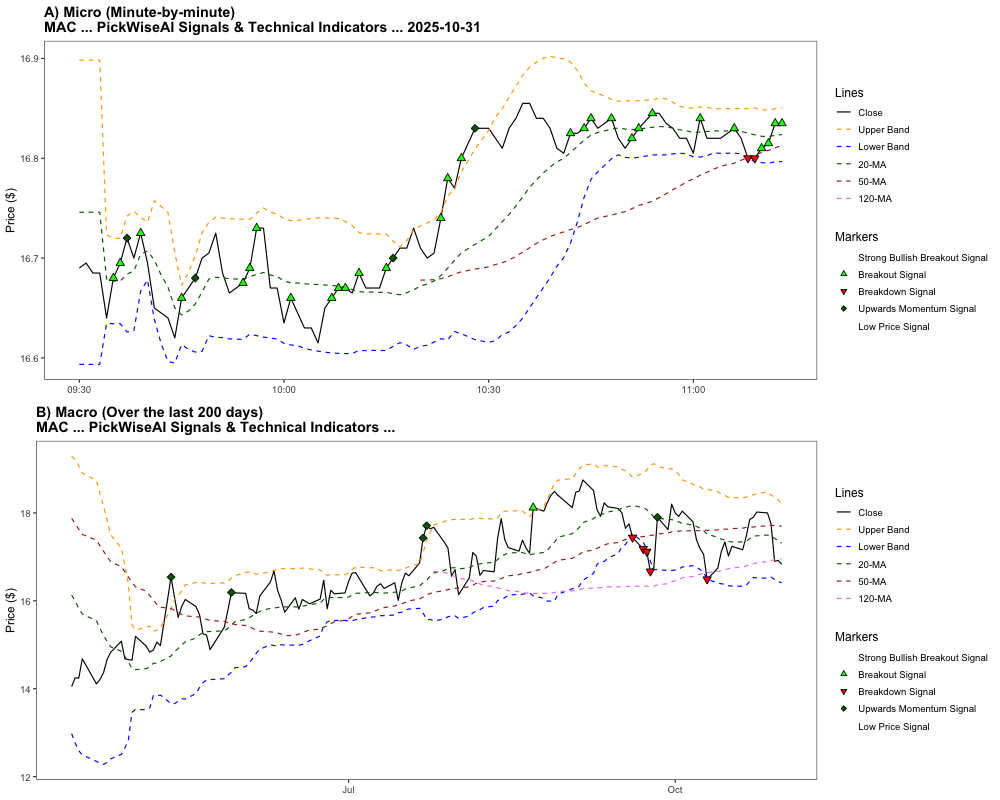 A) Micro (Minute-by-minute)
MAC ... PickWiseAI Signals & Technical Indicators ... 2025-10-31
Price ($)
16.9
16.8
16.7
16.6
09:30
10:00
10:30
11:00
Lines
Close
Upper Band
Lower Band
20-MA
50-MA
120-MA
Markers
Strong Bullish Breakout Signal
Breakout Signal
Breakdown Signal
Upwards Momentum Signal
Low Price Signal
B) Macro (Over the last 200 days)
MAC ... PickWiseAI Signals & Technical Indicators ...
Price ($)
18
16
14
12
Jul
Oct
Lines
Close
Upper Band
Lower Band
20-MA
50-MA
120-MA
Markers
Strong Bullish Breakout Signal
Breakout Signal
Breakdown Signal
Upwards Momentum Signal
Low Price Signal